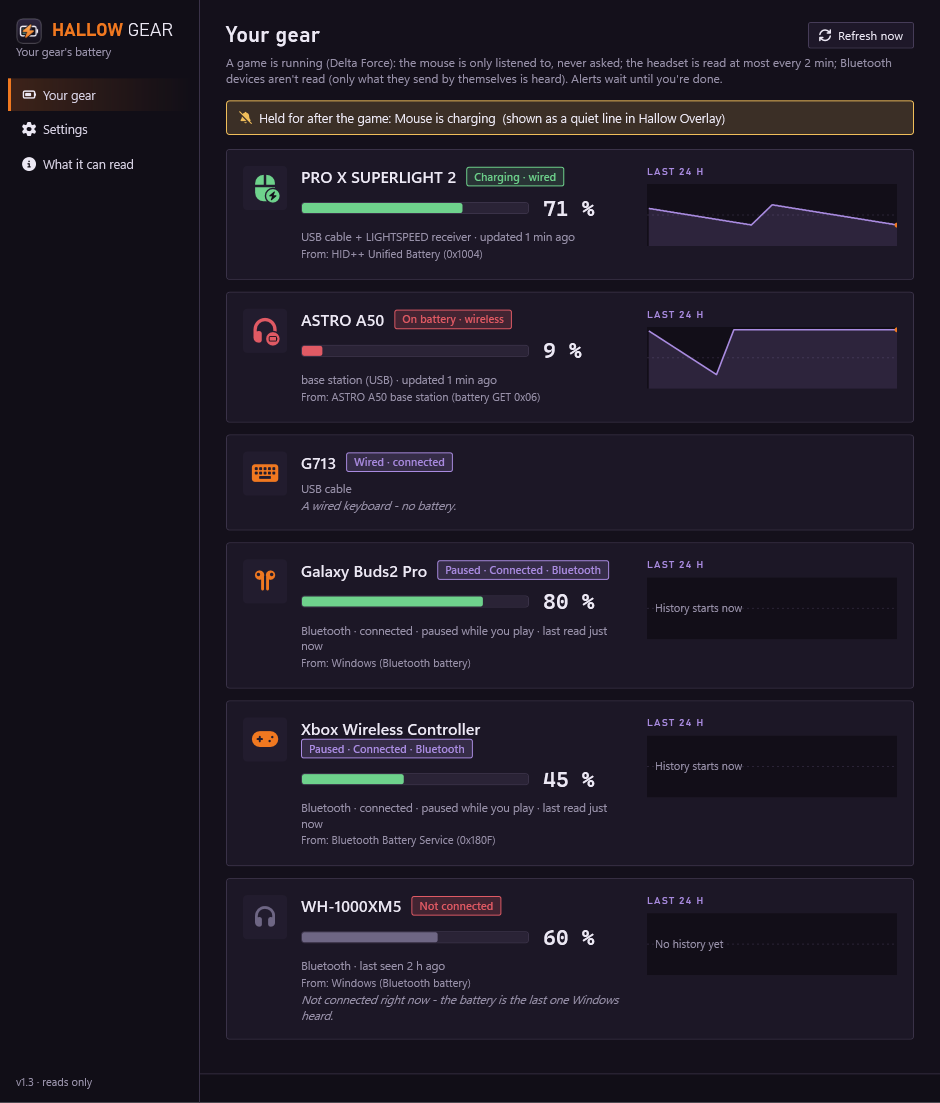 HALLOW GEAR
Your gear's battery
Your gear
Settings
What it can read
v1.3 · reads only
Your gear
Refresh now
A game is running (Delta Force): the mouse is only listened to, never asked; the headset is read at most every 2 min; Bluetooth
devices aren't read (only what they send by themselves is heard). Alerts wait until you're done.
Held for after the game: Mouse is charging (shown as a quiet line in Hallow Overlay)
PRO X SUPERLIGHT 2
Charging · wired
71 %
USB cable + LIGHTSPEED receiver · updated 1 min ago
From: HID++ Unified Battery (0x1004)
LAST 24 H
ASTRO A50
On battery · wireless
9 %
base station (USB) · updated 1 min ago
From: ASTRO A50 base station (battery GET 0x06)
LAST 24 H
G713
Wired · connected
USB cable
A wired keyboard - no battery.
Galaxy Buds2 Pro
Paused · Connected · Bluetooth
80 %
Bluetooth · connected · paused while you play · last read just
now
From: Windows (Bluetooth battery)
LAST 24 H
History starts now
Xbox Wireless Controller
Paused · Connected · Bluetooth
45 %
Bluetooth · connected · paused while you play · last read just
now
From: Bluetooth Battery Service (0x180F)
LAST 24 H
History starts now
WH-1000XM5
Not connected
60 %
Bluetooth · last seen 2 h ago
From: Windows (Bluetooth battery)
Not connected right now - the battery is the last one Windows
heard.
LAST 24 H
No history yet